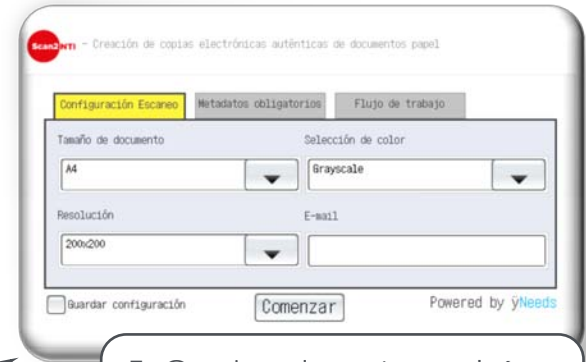 Scan2NTI - Creación de copias electrónicas auténticas de documentos papel
Configuración Escaneo Metadatos obligatorios Flujo de trabajo
Tamaño de documento Selección de color
A4 Grayscale
Resolución E-mail
200x200
Guardar configuración Comenzar Powered by ÿNeeds